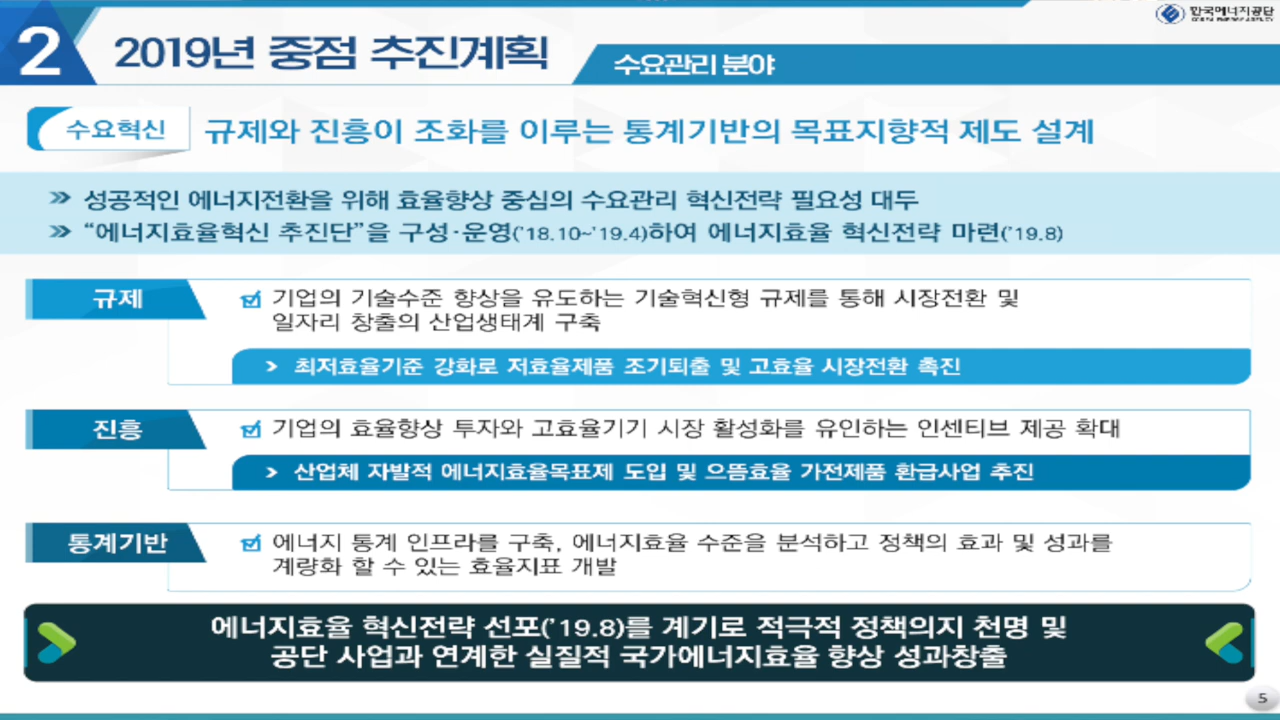 한국에너지공단
KOREA ENERGY AGENCY
2
2019년 중점 추진계획
수요관리 분야
수요혁신
규제와 진흥이 조화를 이루는 통계기반의 목표지향적 제도 설계
» 성공적인 에너지전환을 위해 효율향상 중심의 수요관리 혁신전략 필요성 대두
» “에너지효율혁신 추진단”을 구성·운영(’18.10~’19.4)하여 에너지효율 혁신전략 마련(’19.8)
규제
기업의 기술수준 향상을 유도하는 기술혁신형 규제를 통해 시장전환 및
일자리 창출의 산업생태계 구축
> 최저효율기준 강화로 저효율제품 조기퇴출 및 고효율 시장전환 촉진
진흥
기업의 효율향상 투자와 고효율기기 시장 활성화를 유인하는 인센티브 제공 확대
> 산업체 자발적 에너지효율목표제 도입 및 으뜸효율 가전제품 환급사업 추진
통계기반
에너지 통계 인프라를 구축, 에너지효율 수준을 분석하고 정책의 효과 및 성과를
계량화 할 수 있는 효율지표 개발
에너지효율 혁신전략 선포(’19.8)를 계기로 적극적 정책의지 천명 및
공단 사업과 연계한 실질적 국가에너지효율 향상 성과창출
5